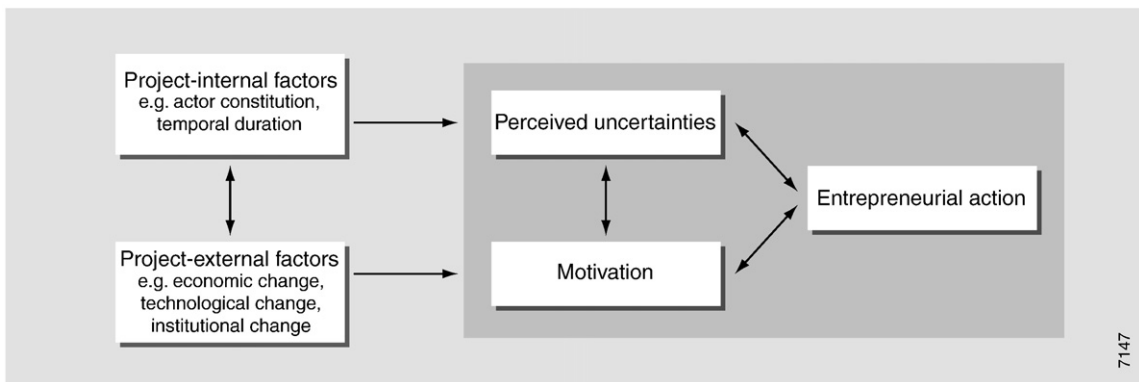 Project-internal factors
e.g. actor constitution,
temporal duration
Perceived uncertainties
Entrepreneurial action
Project-external factors
e.g. economic change,
technological change,
institutional change
Motivation
7147